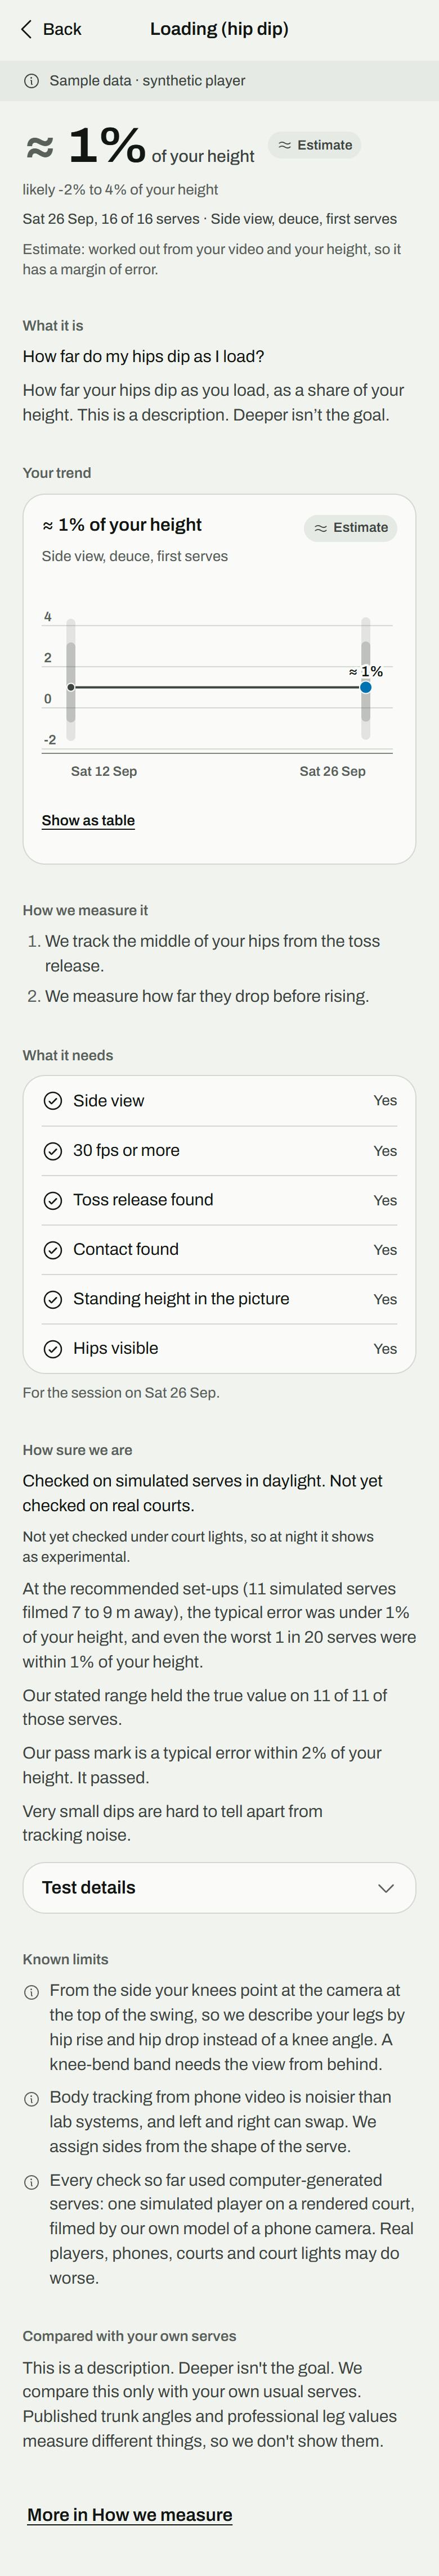 Back
Loading (hip dip)
Sample data · synthetic player
≈ 1% of your height
≈ Estimate
likely -2% to 4% of your height
Sat 26 Sep, 16 of 16 serves · Side view, deuce, first serves
Estimate: worked out from your video and your height, so it
has a margin of error.
What it is
How far do my hips dip as I load?
How far your hips dip as you load, as a share of your
height. This is a description. Deeper isn’t the goal.
Your trend
≈ 1% of your height
≈ Estimate
Side view, deuce, first serves
4
2
≈ 1%
0
-2
Sat 12 Sep
Sat 26 Sep
Show as table
How we measure it
1. We track the middle of your hips from the toss
release.
2. We measure how far they drop before rising.
What it needs
Side view Yes
30 fps or more Yes
Toss release found Yes
Contact found Yes
Standing height in the picture Yes
Hips visible Yes
For the session on Sat 26 Sep.
How sure we are
Checked on simulated serves in daylight. Not yet
checked on real courts.
Not yet checked under court lights, so at night it shows
as experimental.
At the recommended set-ups (11 simulated serves
filmed 7 to 9 m away), the typical error was under 1%
of your height, and even the worst 1 in 20 serves were
within 1% of your height.
Our stated range held the true value on 11 of 11 of
those serves.
Our pass mark is a typical error within 2% of your
height. It passed.
Very small dips are hard to tell apart from
tracking noise.
Test details
Known limits
From the side your knees point at the camera at
the top of the swing, so we describe your legs by
hip rise and hip drop instead of a knee angle. A
knee-bend band needs the view from behind.
Body tracking from phone video is noisier than
lab systems, and left and right can swap. We
assign sides from the shape of the serve.
Every check so far used computer-generated
serves: one simulated player on a rendered court,
filmed by our own model of a phone camera. Real
players, phones, courts and court lights may do
worse.
Compared with your own serves
This is a description. Deeper isn't the goal. We
compare this only with your own usual serves.
Published trunk angles and professional leg values
measure different things, so we don't show them.
More in How we measure